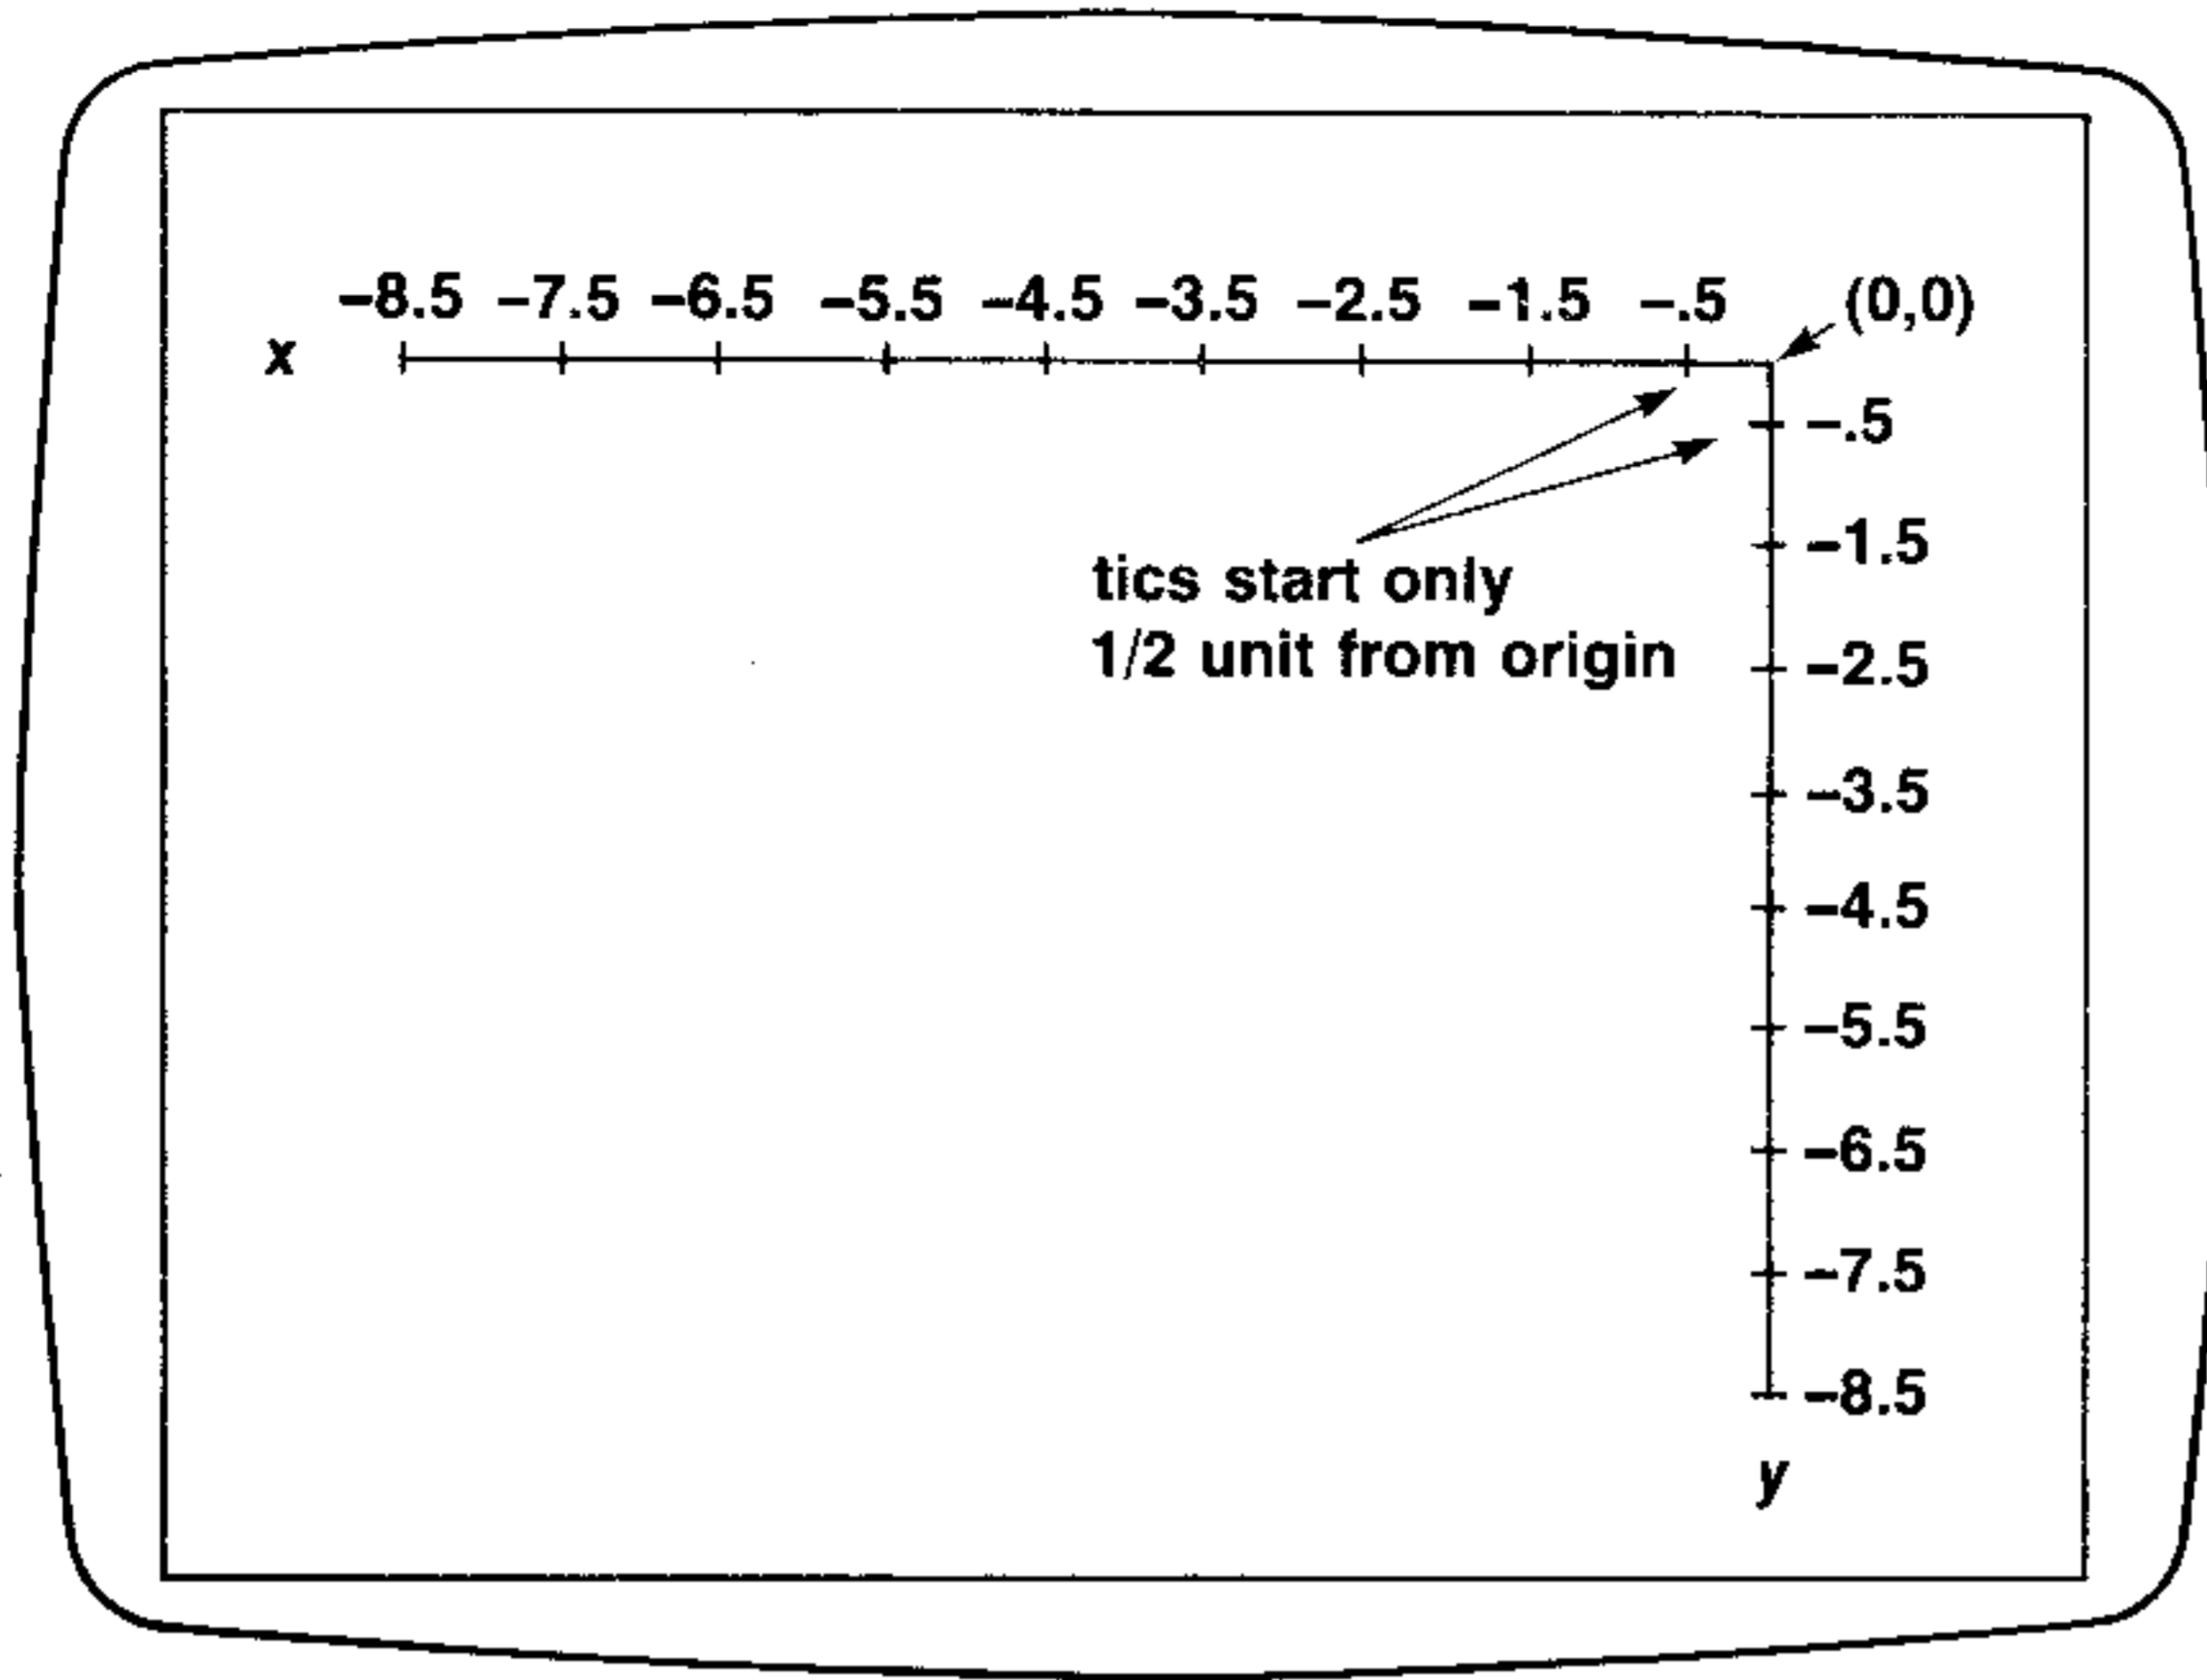 −8.5 −7.5 −6.5 −5.5 −4.5 −3.5 −2.5 −1.5 −.5 (0,0)
x
−.5
−1.5
tics start only
1/2 unit from origin
−2.5
−3.5
−4.5
−5.5
−6.5
−7.5
−8.5
y